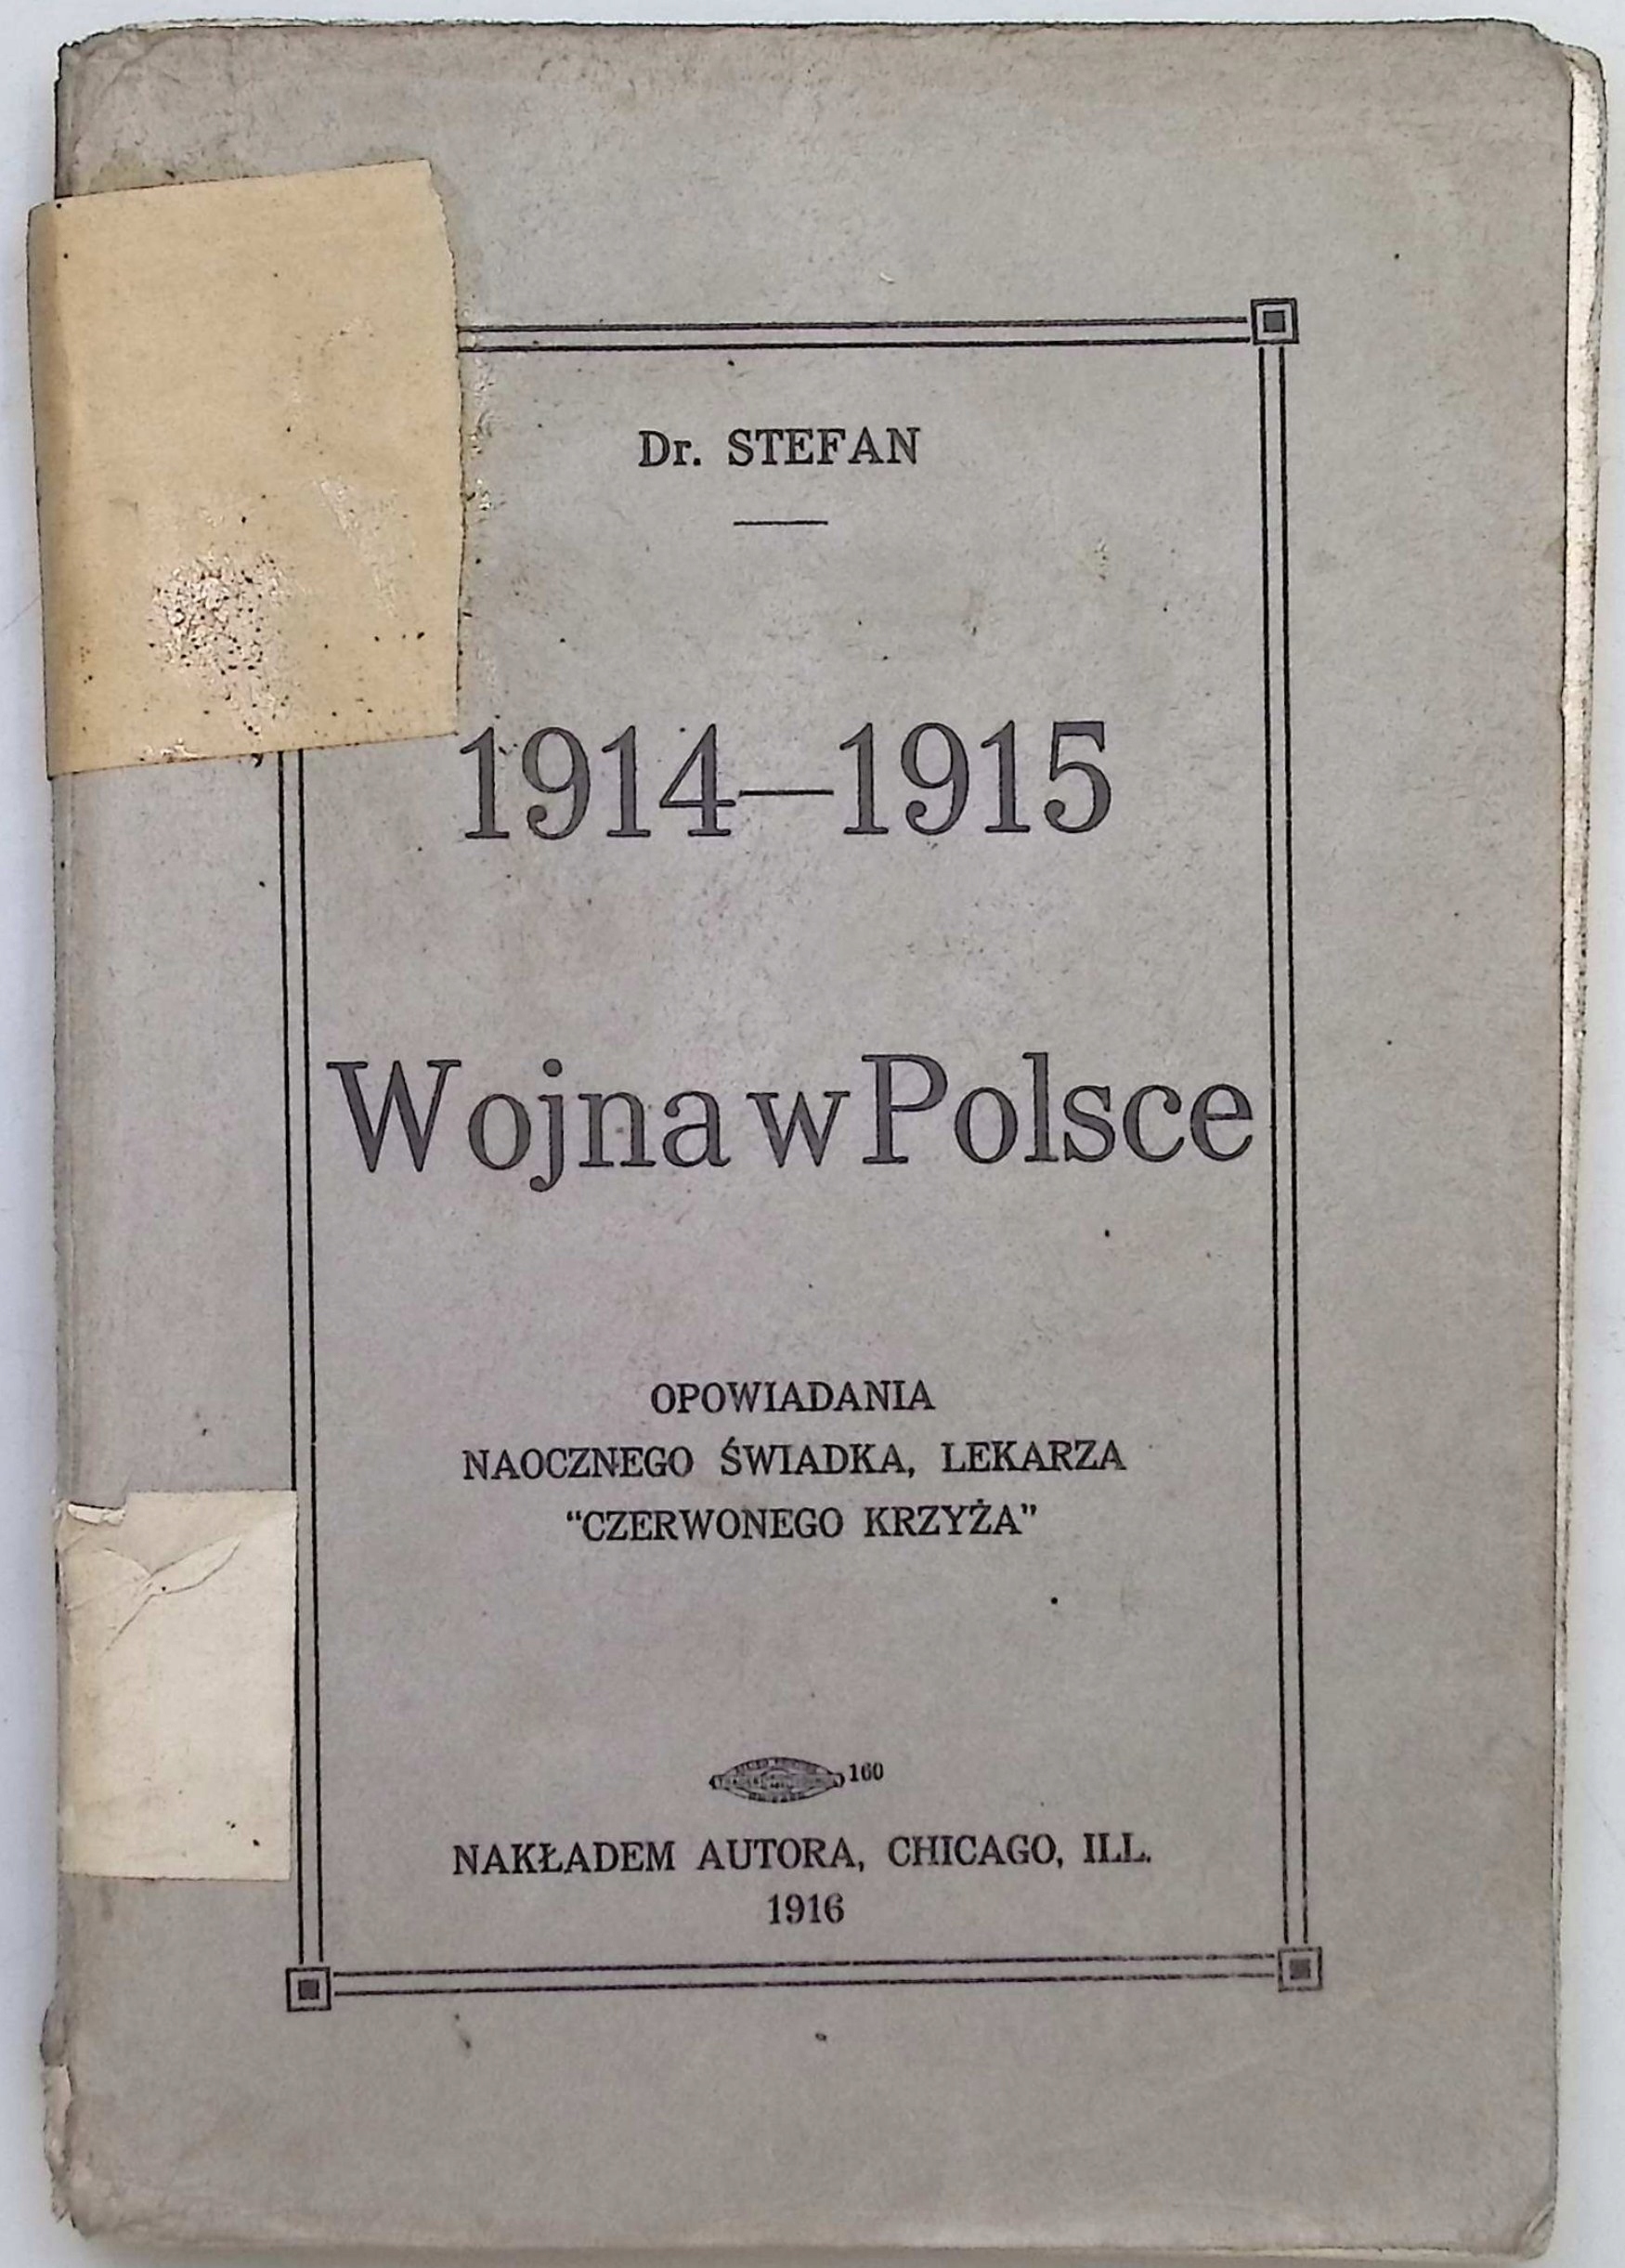 Dr. STEFAN
1914—1915
Wojna w Polsce
OPOWIADANIA
NAOCZNEGO ŚWIADKA, LEKARZA
“CZERWONEGO KRZYŻA”
160
NAKŁADEM AUTORA, CHICAGO, ILL.
1916